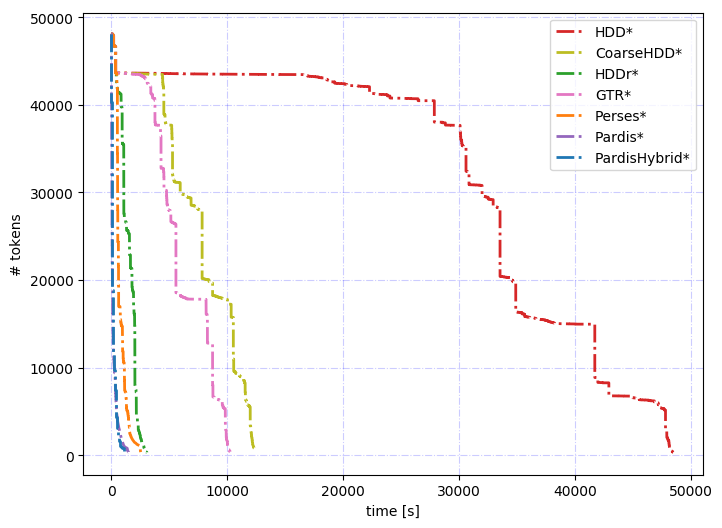 50000
40000
30000
20000
10000
0
# tokens
HDD*
CoarseHDD*
HDDr*
GTR*
Perses*
Pardis*
PardisHybrid*
0 10000 20000 30000 40000 50000
time [s]